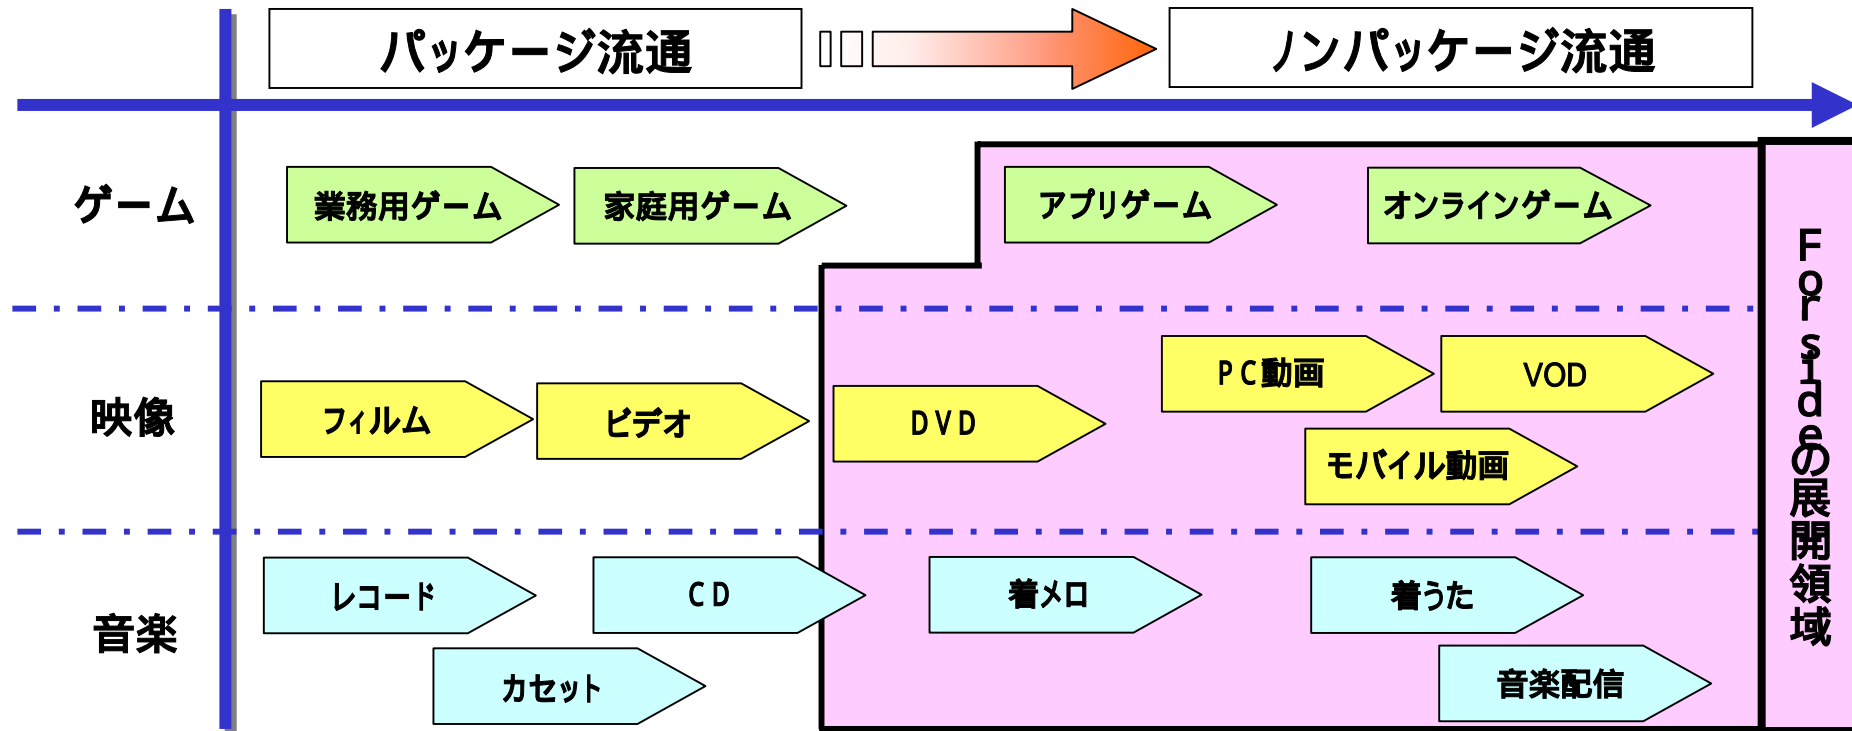 パッケージ流通
ノンパッケージ流通
ゲーム
業務用ゲーム
家庭用ゲーム
アプリゲーム
オンラインゲーム
映像
フィルム
ビデオ
ＤＶＤ
ＰＣ動画
VOD
モバイル動画
音楽
レコード
ＣＤ
着メロ
着うた
カセット
音楽配信
Forsideの展開領域